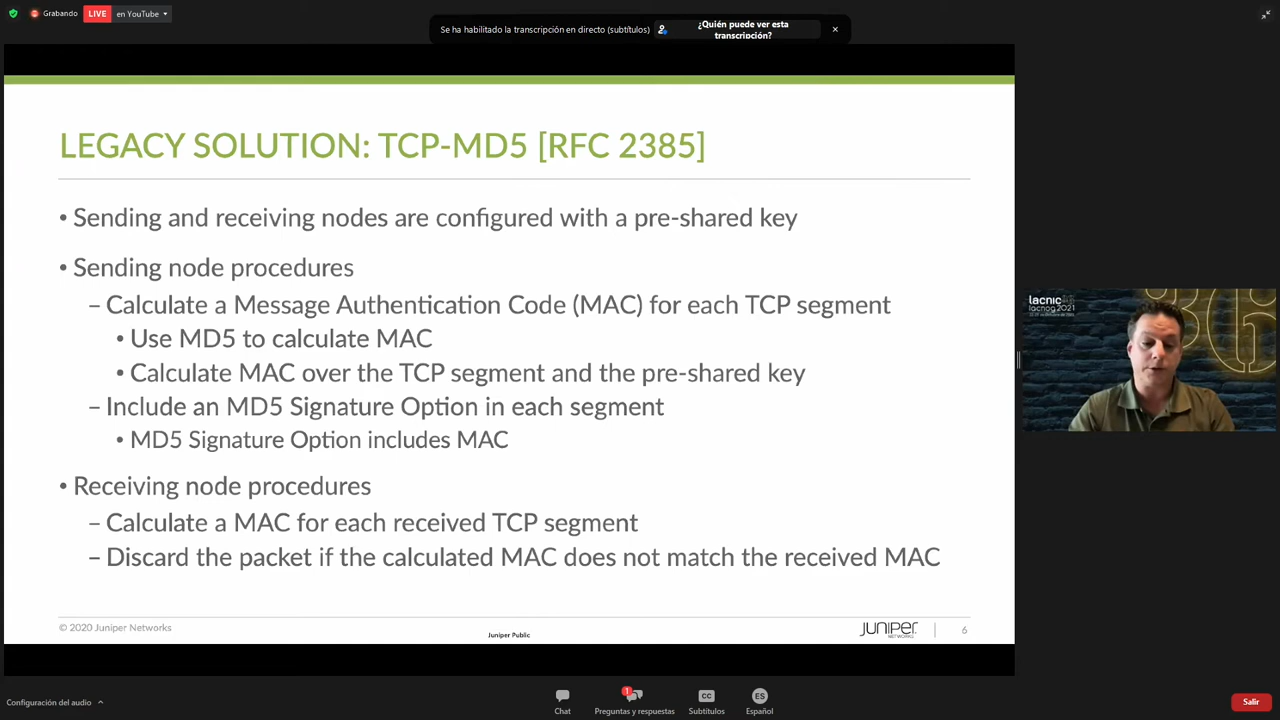 Grabando
LIVE
en YouTube
Se ha habilitado la transcripción en directo (subtítulos)
¿Quién puede ver esta
transcripción?
LEGACY SOLUTION: TCP-MD5 [RFC 2385]
• Sending and receiving nodes are configured with a pre-shared key
• Sending node procedures
– Calculate a Message Authentication Code (MAC) for each TCP segment
• Use MD5 to calculate MAC
• Calculate MAC over the TCP segment and the pre-shared key
– Include an MD5 Signature Option in each segment
• MD5 Signature Option includes MAC
• Receiving node procedures
– Calculate a MAC for each received TCP segment
– Discard the packet if the calculated MAC does not match the received MAC
© 2020 Juniper Networks
Juniper Public
JUNIPER
NETWORKS
6
lacnic
lacnog2021
1
CC
ES
Configuración del audio
Chat
Preguntas y respuestas
Subtítulos
Español
Salir